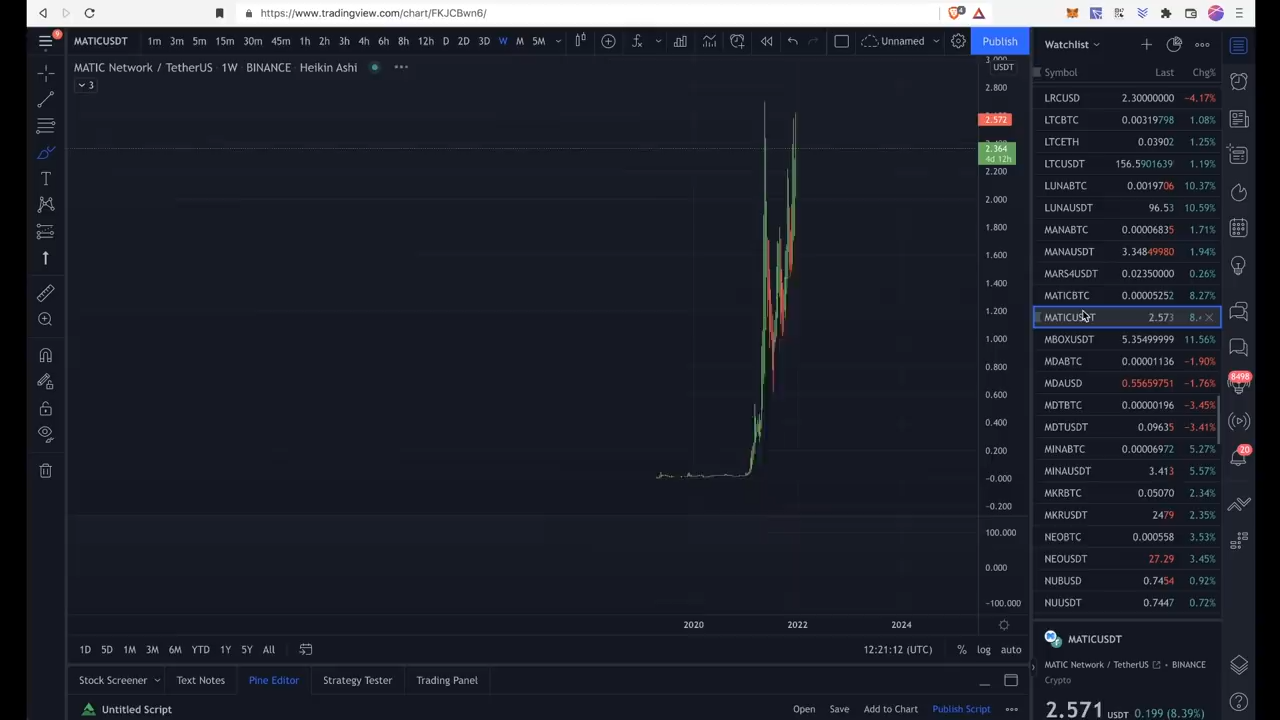 https://www.tradingview.com/chart/FKJCBwn6/
4
9
MATICUSDT 1m 3m 5m 15m 30m 2h 3h 4h 6h 8h 12h D 2D 3D W M 5M Unnamed Publish
Watchlist
MATIC Network / TetherUS · 1W · BINANCE · Heikin Ashi
USDT
3
Symbol Last Chg%
LRCUSD 2.30000000 −4.17%
LTCBTC 0.00319798 1.08%
LTCETH 0.03902 1.25%
LTCUSDT 156.5901639 1.19%
LUNABTC 0.0019706 10.37%
LUNAUSDT 96.53 10.59%
MANABTC 0.00006835 1.71%
MANAUSDT 3.34849980 1.94%
MARS4USDT 0.02350000 0.26%
MATICBTC 0.00005252 8.27%
MATICUSDT 2.573 8.
MBOXUSDT 5.35499999 11.56%
MDABTC 0.00001136 −1.90%
MDAUSD 0.55659751 −1.76%
MDTBTC 0.00000196 −3.45%
MDTUSDT 0.09635 −3.41%
MINABTC 0.00006972 5.27%
MINAUSDT 3.413 5.57%
MKRBTC 0.05070 2.34%
MKRUSDT 2479 2.35%
NEOBTC 0.000558 3.53%
NEOUSDT 27.29 3.45%
NUBUSD 0.7454 0.92%
NUUSDT 0.7447 0.72%
2.800
2.572
2.364
4d 12h
2.200
2.000
1.800
1.600
1.400
1.200
1.000
0.800
0.600
0.400
0.200
−0.000
−0.200
100.000
0.000
−100.000
8498
20
2020 2022 2024
1D 5D 1M 3M 6M YTD 1Y 5Y All 12:21:12 (UTC) % log auto
MATICUSDT
MATIC Network / TetherUS · BINANCE
Crypto
2.571 USDT 0.199 (8.39%)
Stock Screener Text Notes Pine Editor Strategy Tester Trading Panel
Untitled Script Open Save Add to Chart Publish Script